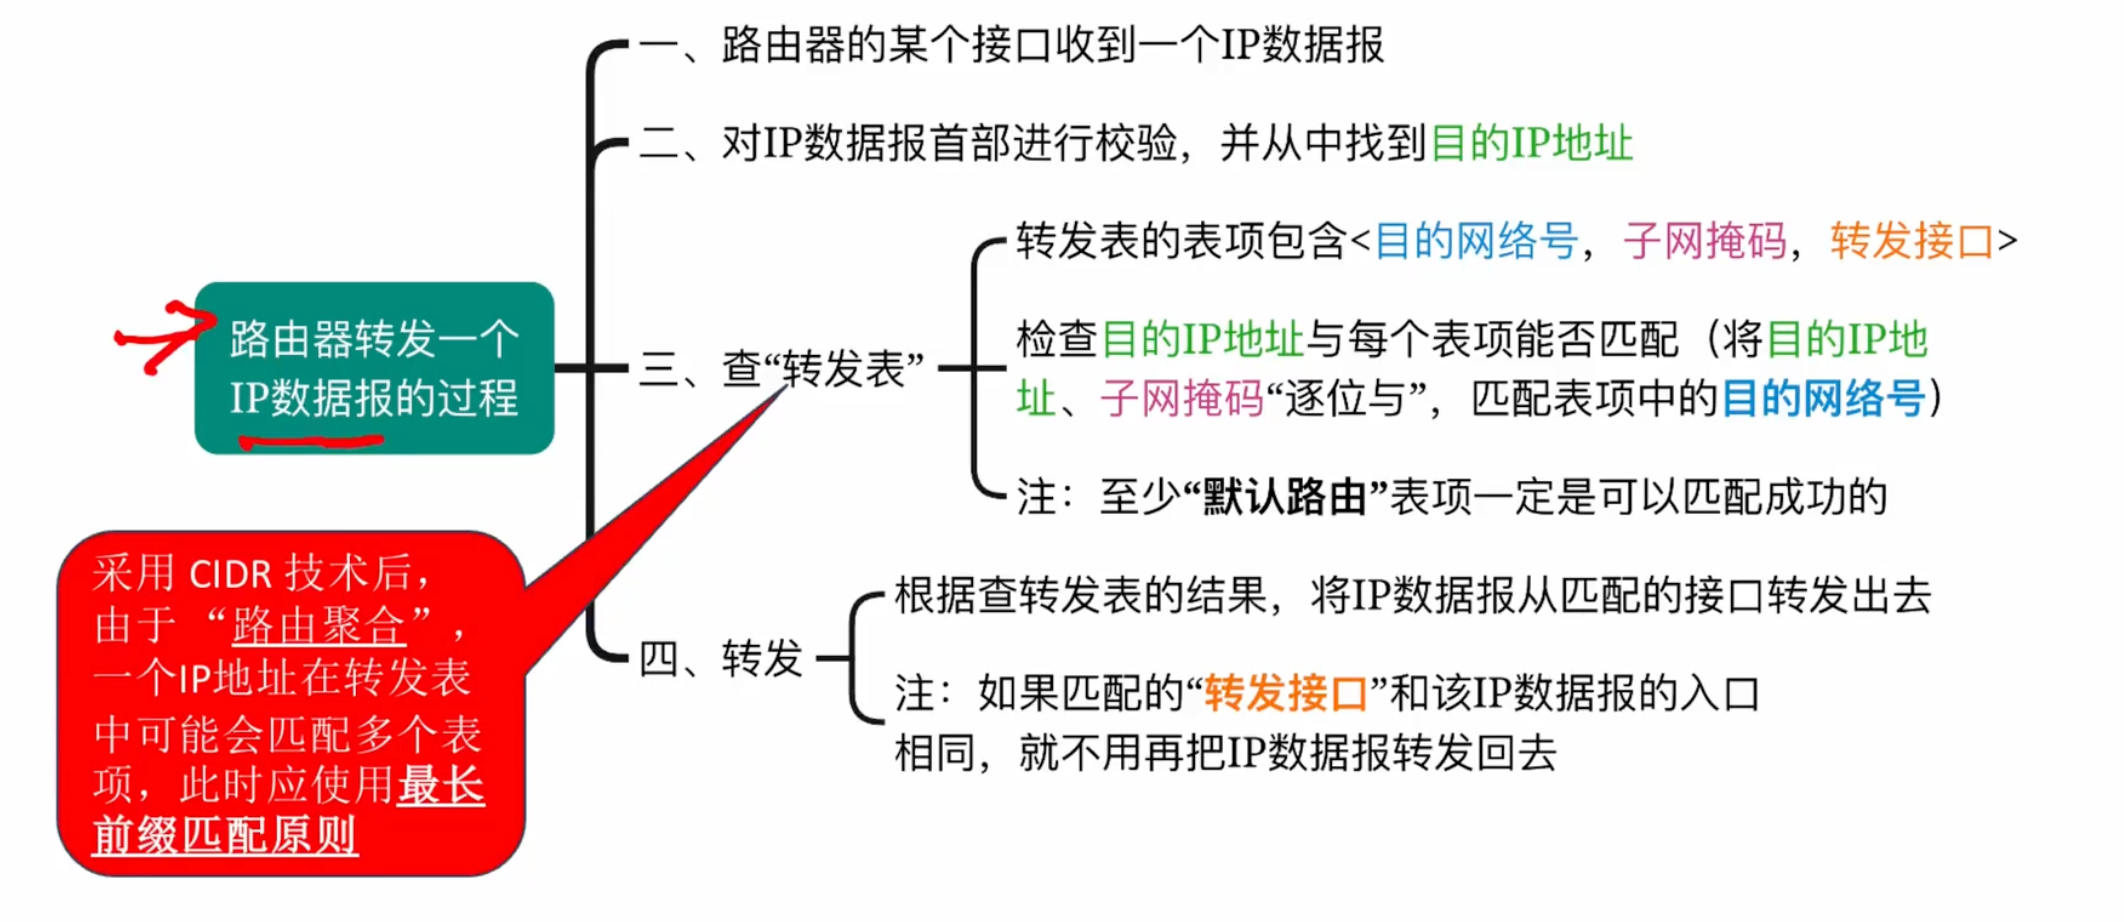 一、路由器的某个接口收到一个IP数据报
二、对IP数据报首部进行校验，并从中找到目的IP地址
路由器转发一个
IP数据报的过程
三、查“转发表”
转发表的表项包含<目的网络号，子网掩码，转发接口>
检查目的IP地址与每个表项能否匹配（将目的IP地
址、子网掩码“逐位与”，匹配表项中的目的网络号）
注：至少“默认路由”表项一定是可以匹配成功的
采用 CIDR 技术后，
由于 “路由聚合”，
一个IP地址在转发表
中可能会匹配多个表
项，此时应使用最长
前缀匹配原则
四、转发
根据查转发表的结果，将IP数据报从匹配的接口转发出去
注：如果匹配的“转发接口”和该IP数据报的入口
相同，就不用再把IP数据报转发回去